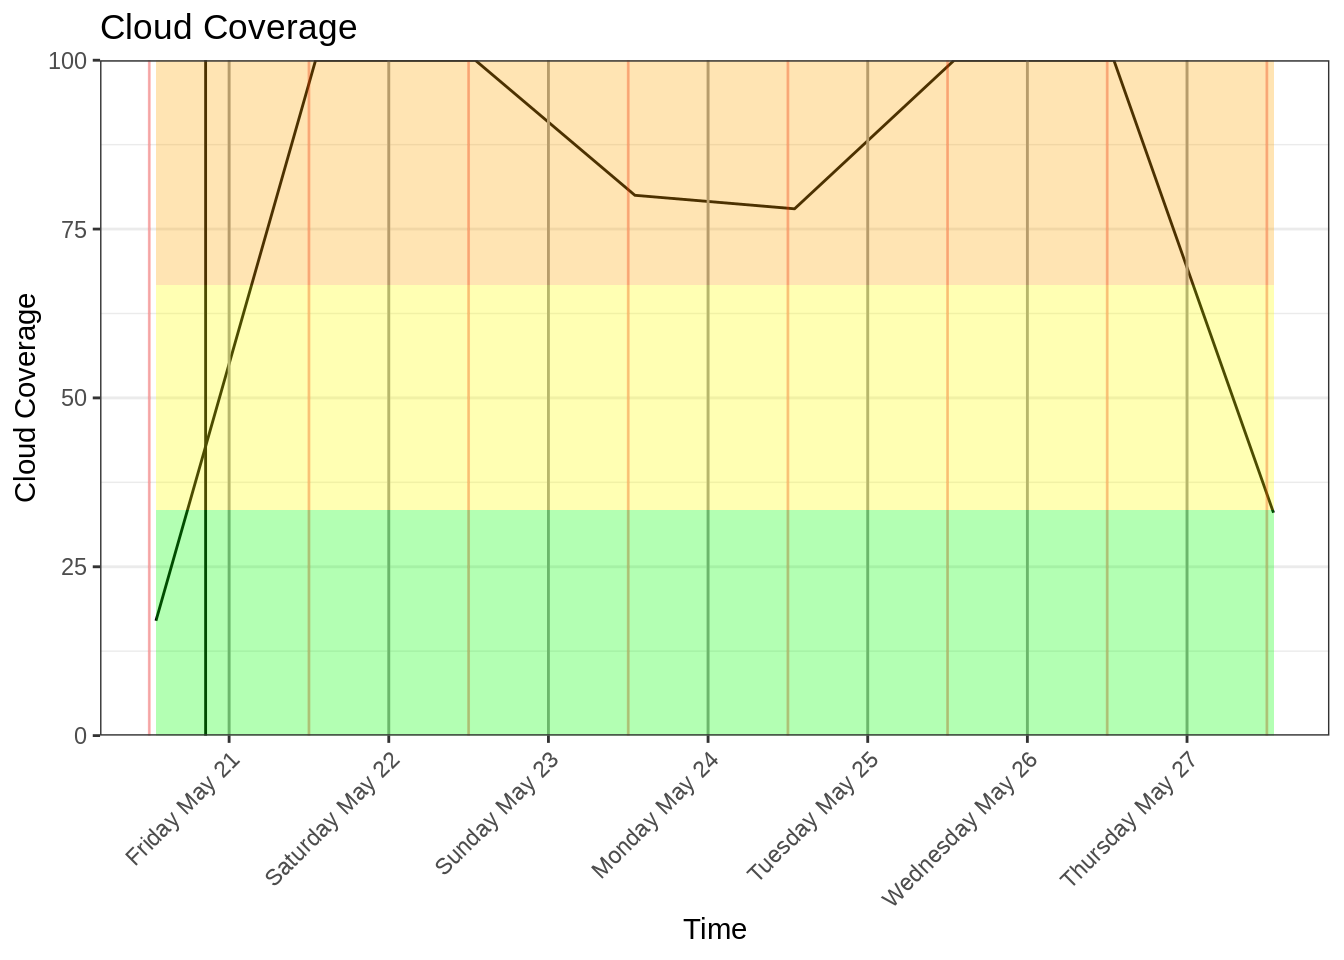 Cloud Coverage
Cloud Coverage
100
75
50
25
0
Friday May 21
Saturday May 22
Sunday May 23
Monday May 24
Tuesday May 25
Wednesday May 26
Thursday May 27
Time